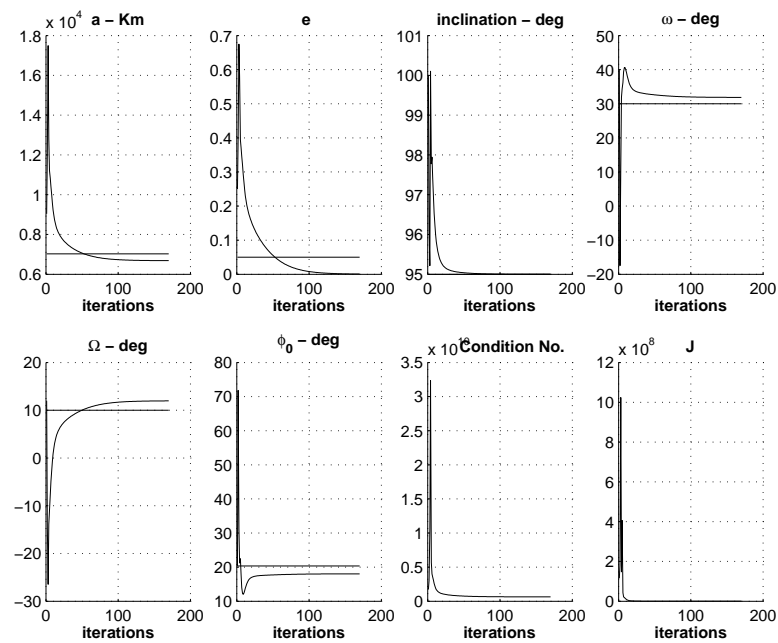 x 10^4 a – Km
1.8
1.6
1.4
1.2
1
0.8
0.6
0 100 200
iterations
e
0.7
0.6
0.5
0.4
0.3
0.2
0.1
0
0 100 200
iterations
inclination – deg
101
100
99
98
97
96
95
0 100 200
iterations
ω – deg
50
40
30
20
10
0
−10
−20
0 100 200
iterations
Ω – deg
20
10
0
−10
−20
−30
0 100 200
iterations
ϕ_0 – deg
80
70
60
50
40
30
20
10
0 100 200
iterations
Condition No.
3.5
3
2.5
2
1.5
1
0.5
0
0 100 200
iterations
x 10^8 J
12
10
8
6
4
2
0
0 100 200
iterations